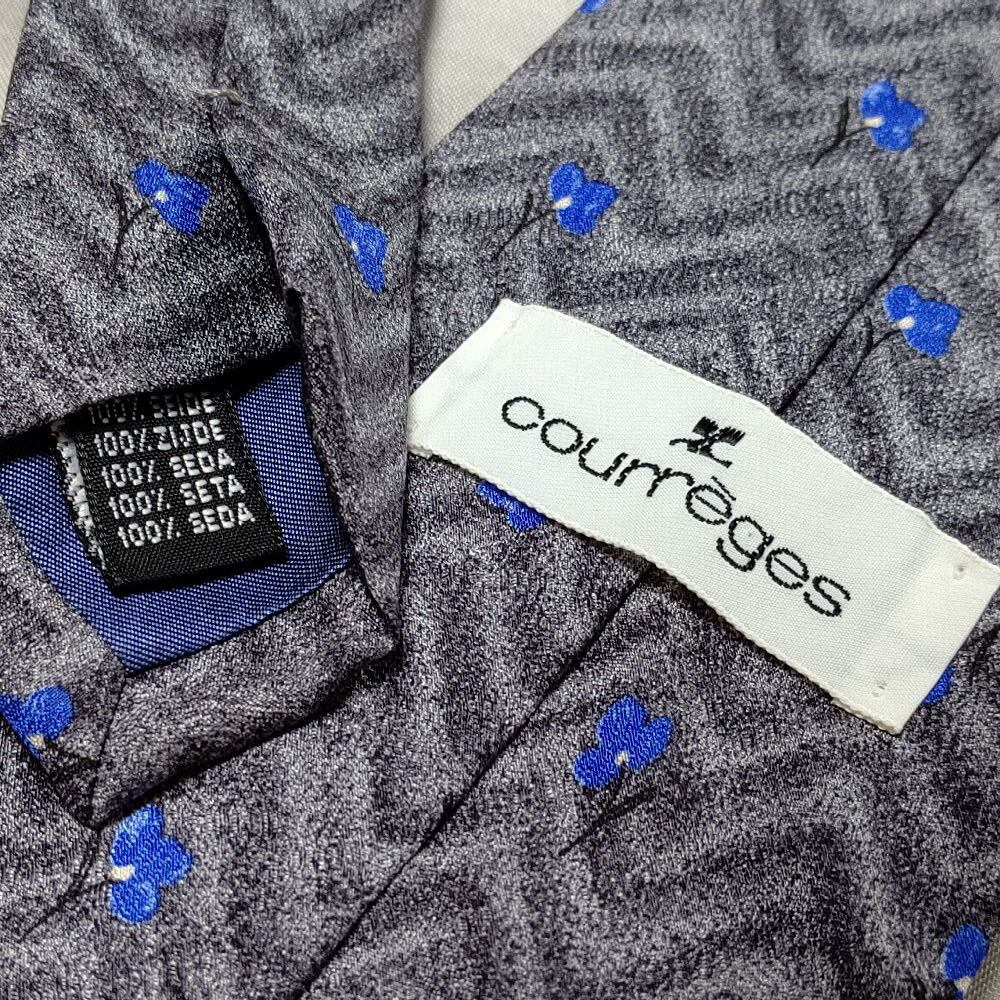 100% SEIDE
100% ZIJDE
100% SEDA
100% SETA
100% SEDA
courrèges